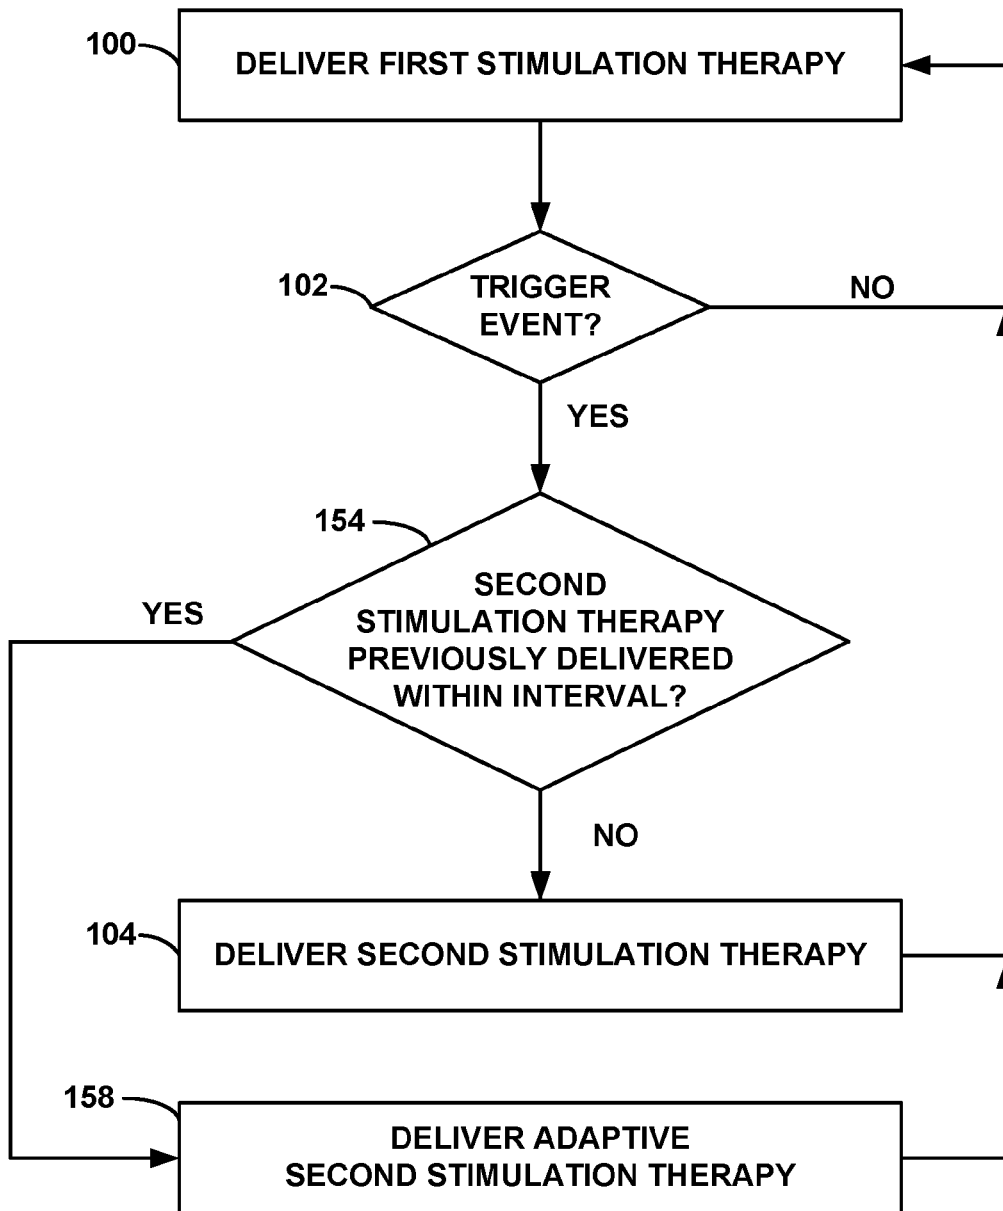 100
DELIVER FIRST STIMULATION THERAPY
102
TRIGGER
EVENT?
NO
YES
154
YES
SECOND
STIMULATION THERAPY
PREVIOUSLY DELIVERED
WITHIN INTERVAL?
NO
104
DELIVER SECOND STIMULATION THERAPY
158
DELIVER ADAPTIVE
SECOND STIMULATION THERAPY